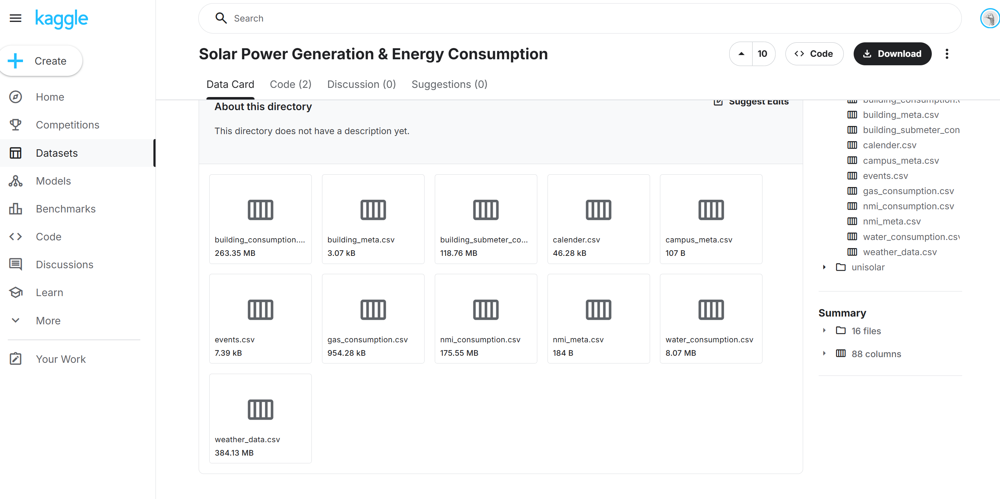 kaggle
Search
Create
Home
Competitions
Datasets
Models
Benchmarks
Code
Discussions
Learn
More
Your Work
Solar Power Generation & Energy Consumption
10
Code
Download
Data Card
Code (2)
Discussion (0)
Suggestions (0)
About this directory
Suggest Edits
This directory does not have a description yet.
building_consumption....
263.35 MB
building_meta.csv
3.07 kB
building_submeter_co...
118.76 MB
calender.csv
46.28 kB
campus_meta.csv
107 B
events.csv
7.39 kB
gas_consumption.csv
954.28 kB
nmi_consumption.csv
175.55 MB
nmi_meta.csv
184 B
water_consumption.csv
8.07 MB
weather_data.csv
384.13 MB
building_consumption.
building_meta.csv
building_submeter_con
calender.csv
campus_meta.csv
events.csv
gas_consumption.csv
nmi_consumption.csv
nmi_meta.csv
water_consumption.csv
weather_data.csv
unisolar
Summary
16 files
88 columns